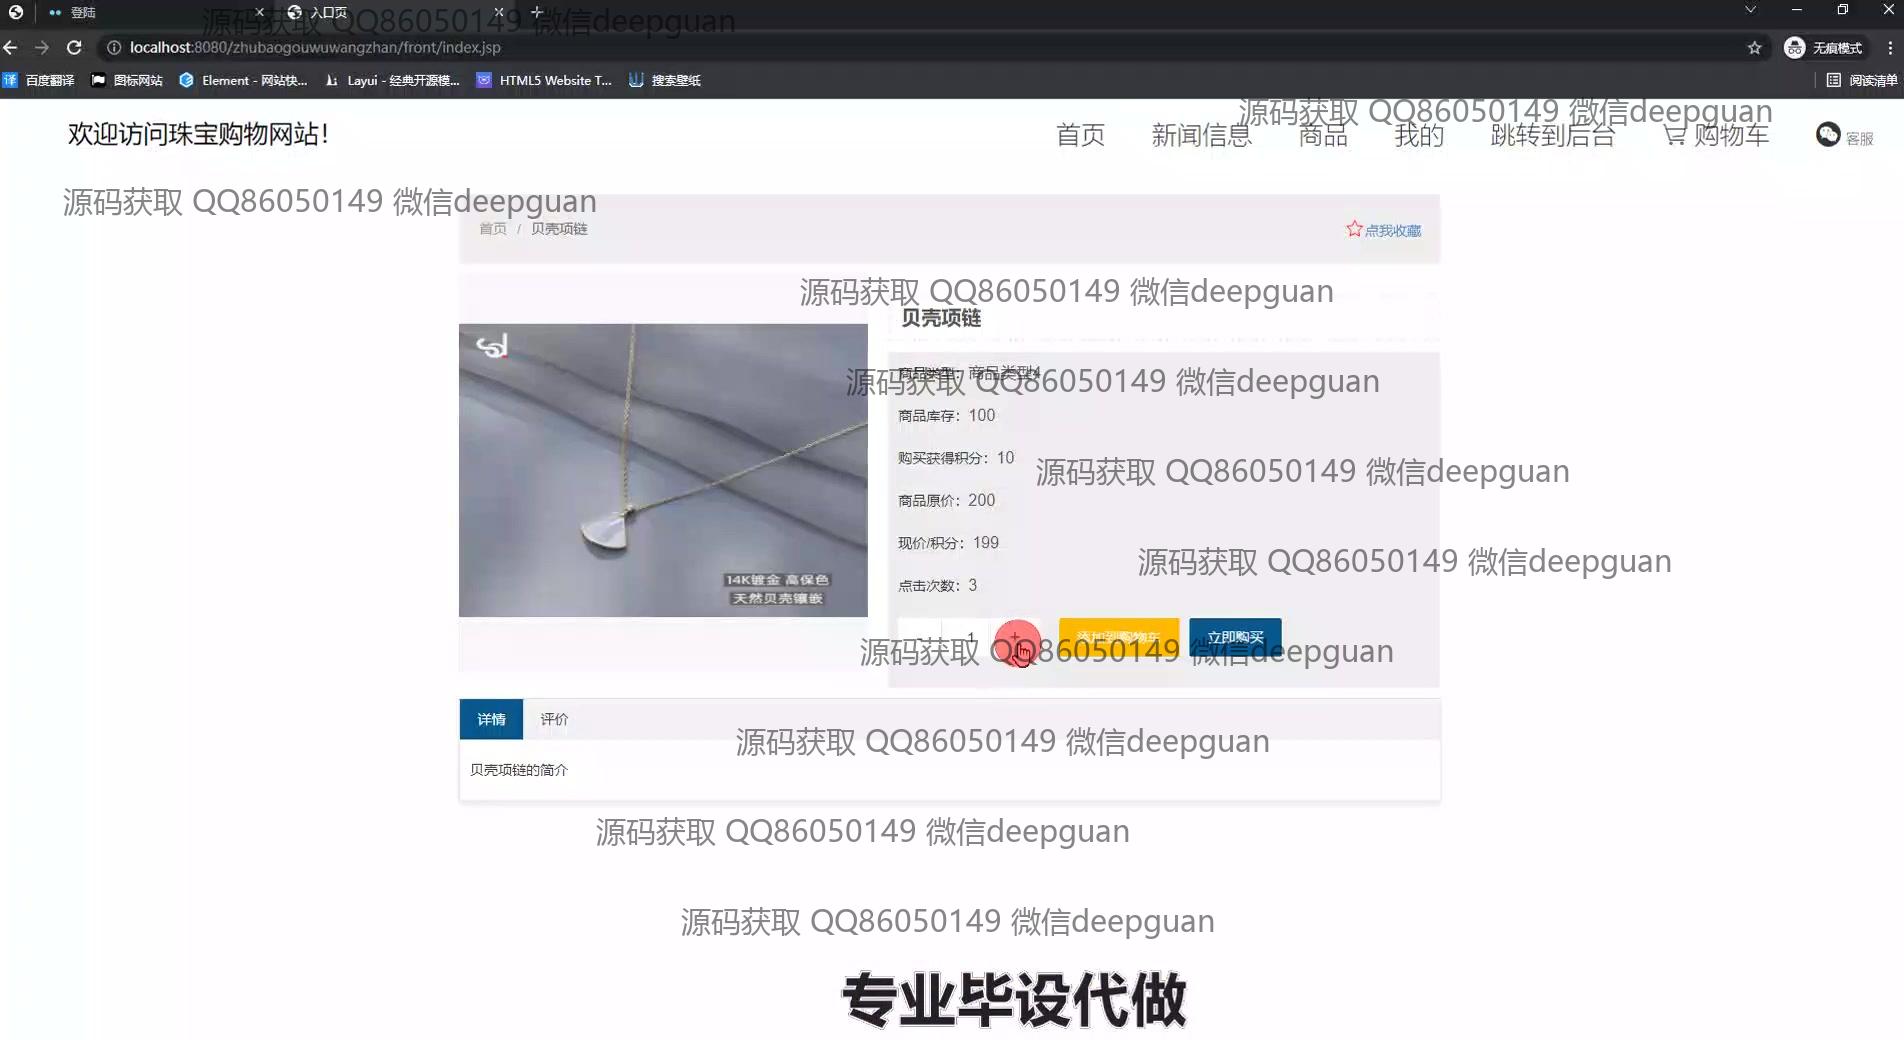 登陆
入口页
源码获取 QQ86050149 微信deepguan
localhost:8080/zhubaogouwuwangzhan/front/index.jsp
无痕模式
百度翻译
图标网站
Element - 网站快...
Layui - 经典开源模...
HTML5 Website T...
搜索壁纸
阅读清单
源码获取 QQ86050149 微信deepguan
欢迎访问珠宝购物网站！
首页 新闻信息 商品 我的 跳转到后台 购物车 客服
源码获取 QQ86050149 微信deepguan
首页 / 贝壳项链
点我收藏
源码获取 QQ86050149 微信deepguan
贝壳项链
商品类型：商品类型4
源码获取 QQ86050149 微信deepguan
商品库存：100
购买获得积分：10
源码获取 QQ86050149 微信deepguan
商品原价：200
现价/积分：199
源码获取 QQ86050149 微信deepguan
点击次数：3
14K镀金 高保色
天然贝壳镶嵌
- 1 +
添加到购物车
立即购买
源码获取 QQ86050149 微信deepguan
详情
评价
源码获取 QQ86050149 微信deepguan
贝壳项链的简介
源码获取 QQ86050149 微信deepguan
源码获取 QQ86050149 微信deepguan
专业毕设代做